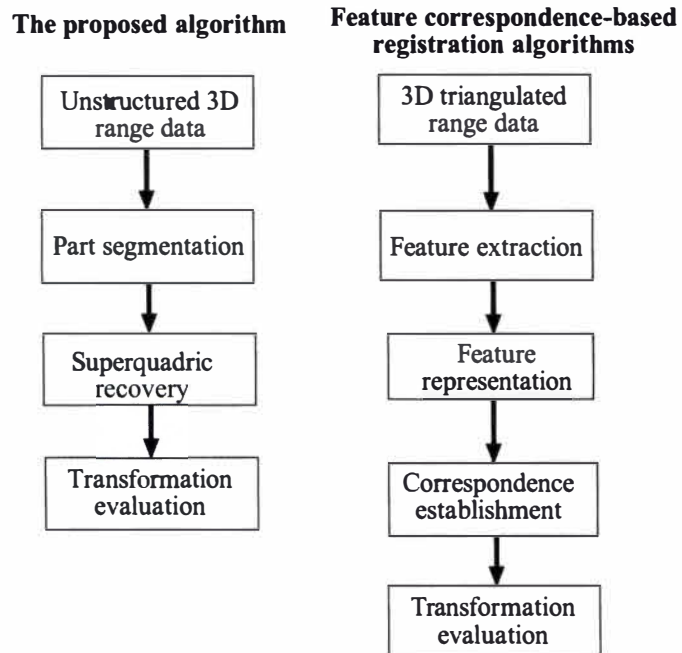 The proposed algorithm
Unstructured 3D
range data
Part segmentation
Superquadric
recovery
Transformation
evaluation
Feature correspondence-based
registration algorithms
3D triangulated
range data
Feature extraction
Feature
representation
Correspondence
establishment
Transformation
evaluation